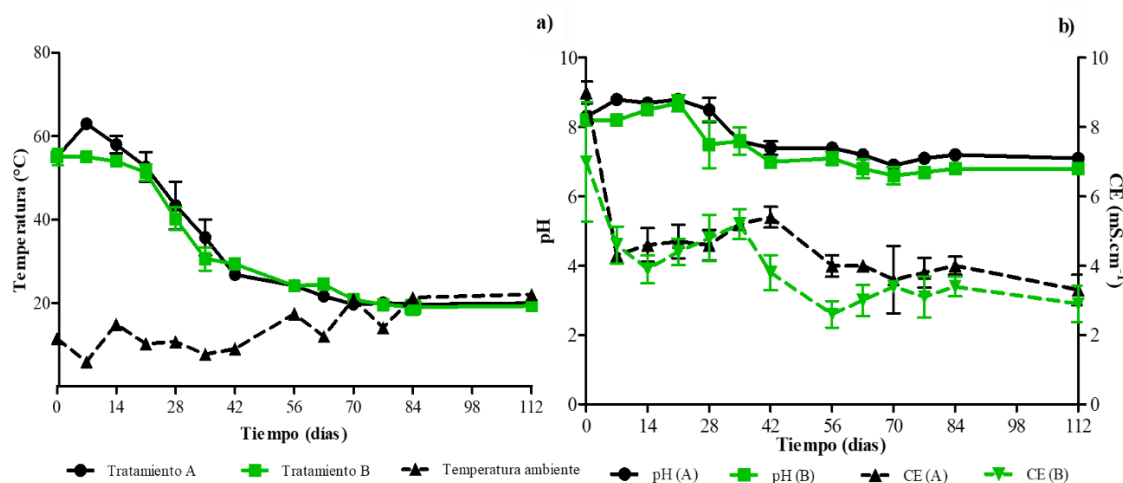 a)
80
60
40
20
Temperatura (°C)
0 14 28 42 56 70 84 98 112
Tiempo (días)
Tratamiento A Tratamiento B Temperatura ambiente
b)
10 10
8 8
6 6
4 4
2 2
0 0
pH
CE (mS.cm⁻¹)
0 14 28 42 56 70 84 98 112
Tiempo (días)
pH (A) pH (B) CE (A) CE (B)